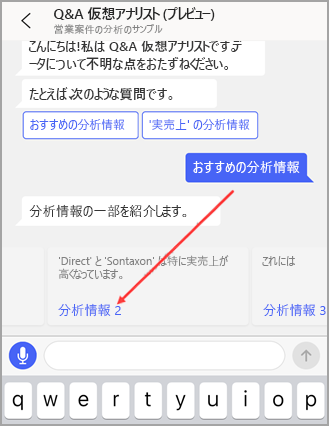 Q&A 仮想アナリスト (プレビュー)
営業案件の分析のサンプル
こんにちは!私は Q&A 仮想アナリストです デ
ータについて不明な点をおたずねください。
たとえば、次のような質問です。
おすすめの分析情報
'実売上' の分析情報
おすすめの分析情報
分析情報の一部を紹介します。
'Direct' と 'Sontaxon' は特に実売上が
高くなっています。
これには
分析情報 2
分析情報 3
q w e r t y u i o p